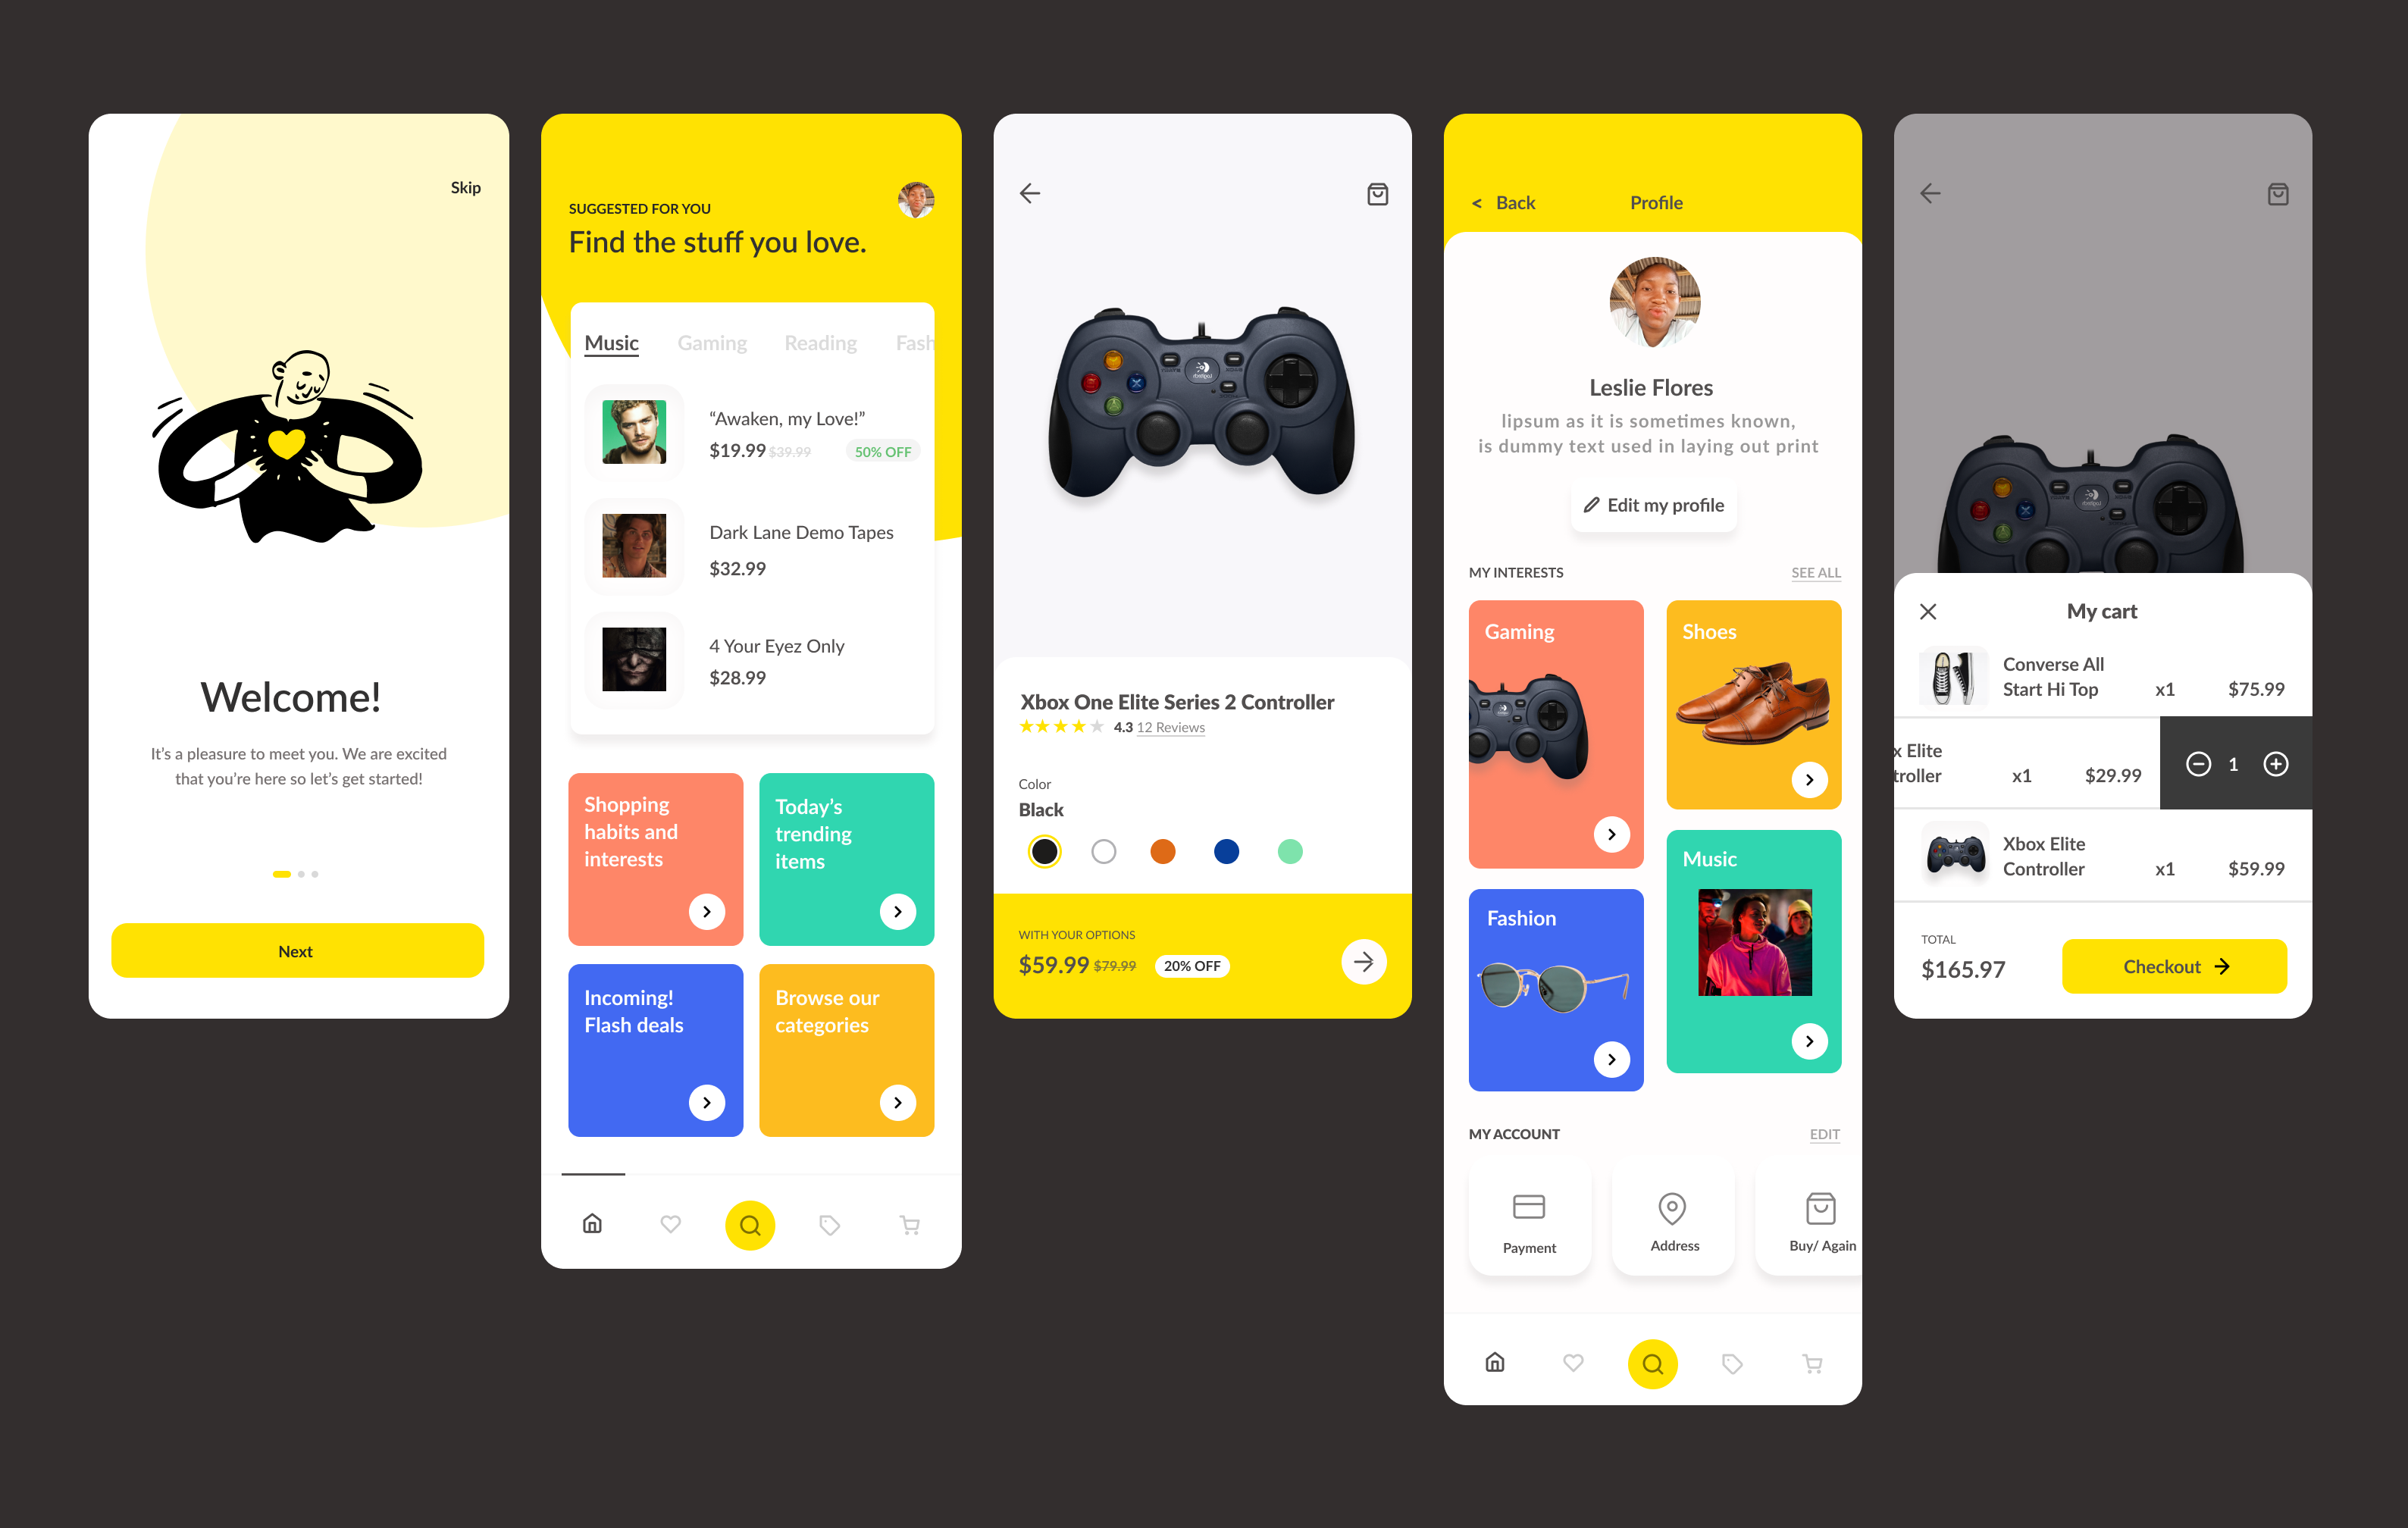 Skip
Welcome!
It's a pleasure to meet you. We are excited
that you're here so let's get started!
Next
SUGGESTED FOR YOU
Find the stuff you love.
Music Gaming Reading Fash
“Awaken, my Love!”
$19.99 $39.99 50% OFF
Dark Lane Demo Tapes
$32.99
4 Your Eyez Only
$28.99
Shopping
habits and
interests
Today's
trending
items
Incoming!
Flash deals
Browse our
categories
Xbox One Elite Series 2 Controller
4.3 12 Reviews
Color
Black
WITH YOUR OPTIONS
$59.99 $79.99 20% OFF
< Back Profile
Leslie Flores
lipsum as it is sometimes known,
is dummy text used in laying out print
Edit my profile
MY INTERESTS SEE ALL
Gaming
Shoes
Fashion
Music
MY ACCOUNT EDIT
Payment
Address
Buy/ Again
My cart
Converse All
Start Hi Top x1 $75.99
x Elite
troller x1 $29.99
1
Xbox Elite
Controller x1 $59.99
TOTAL
$165.97
Checkout